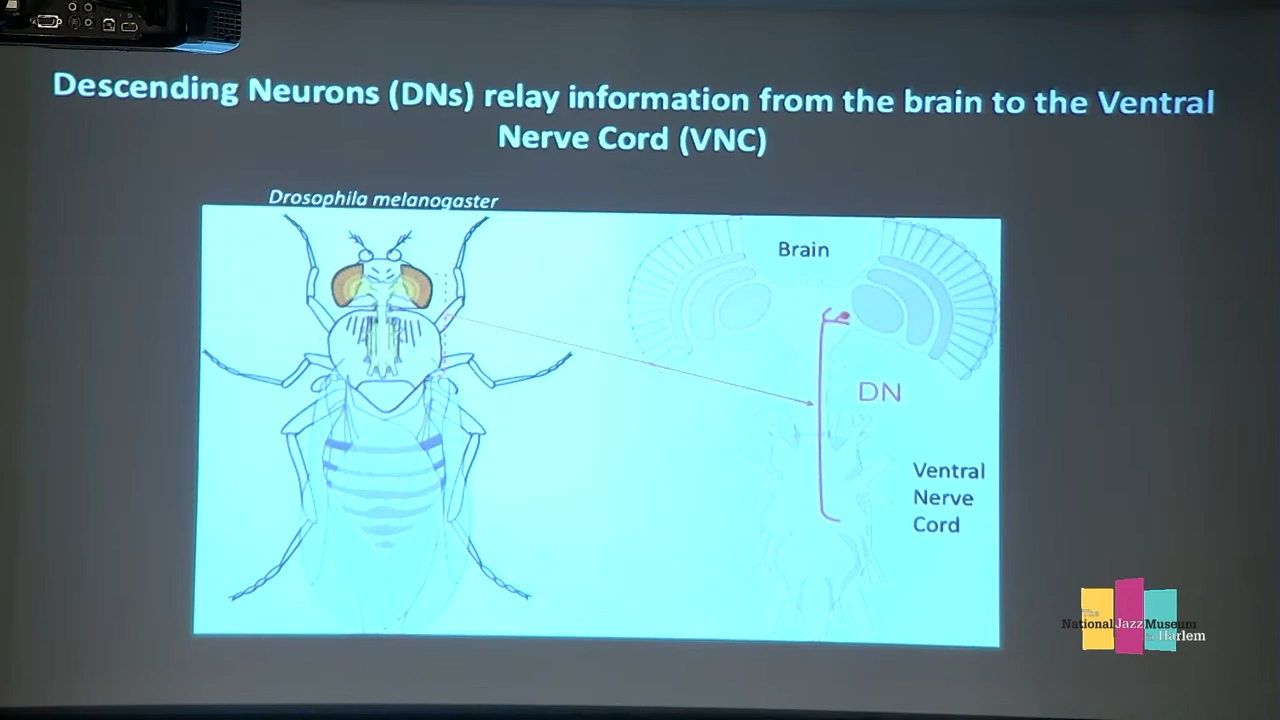 Descending Neurons (DNs) relay information from the brain to the Ventral
Nerve Cord (VNC)
Drosophila melanogaster
Brain
DN
Ventral
Nerve
Cord
The
National Jazz Museum
in Harlem